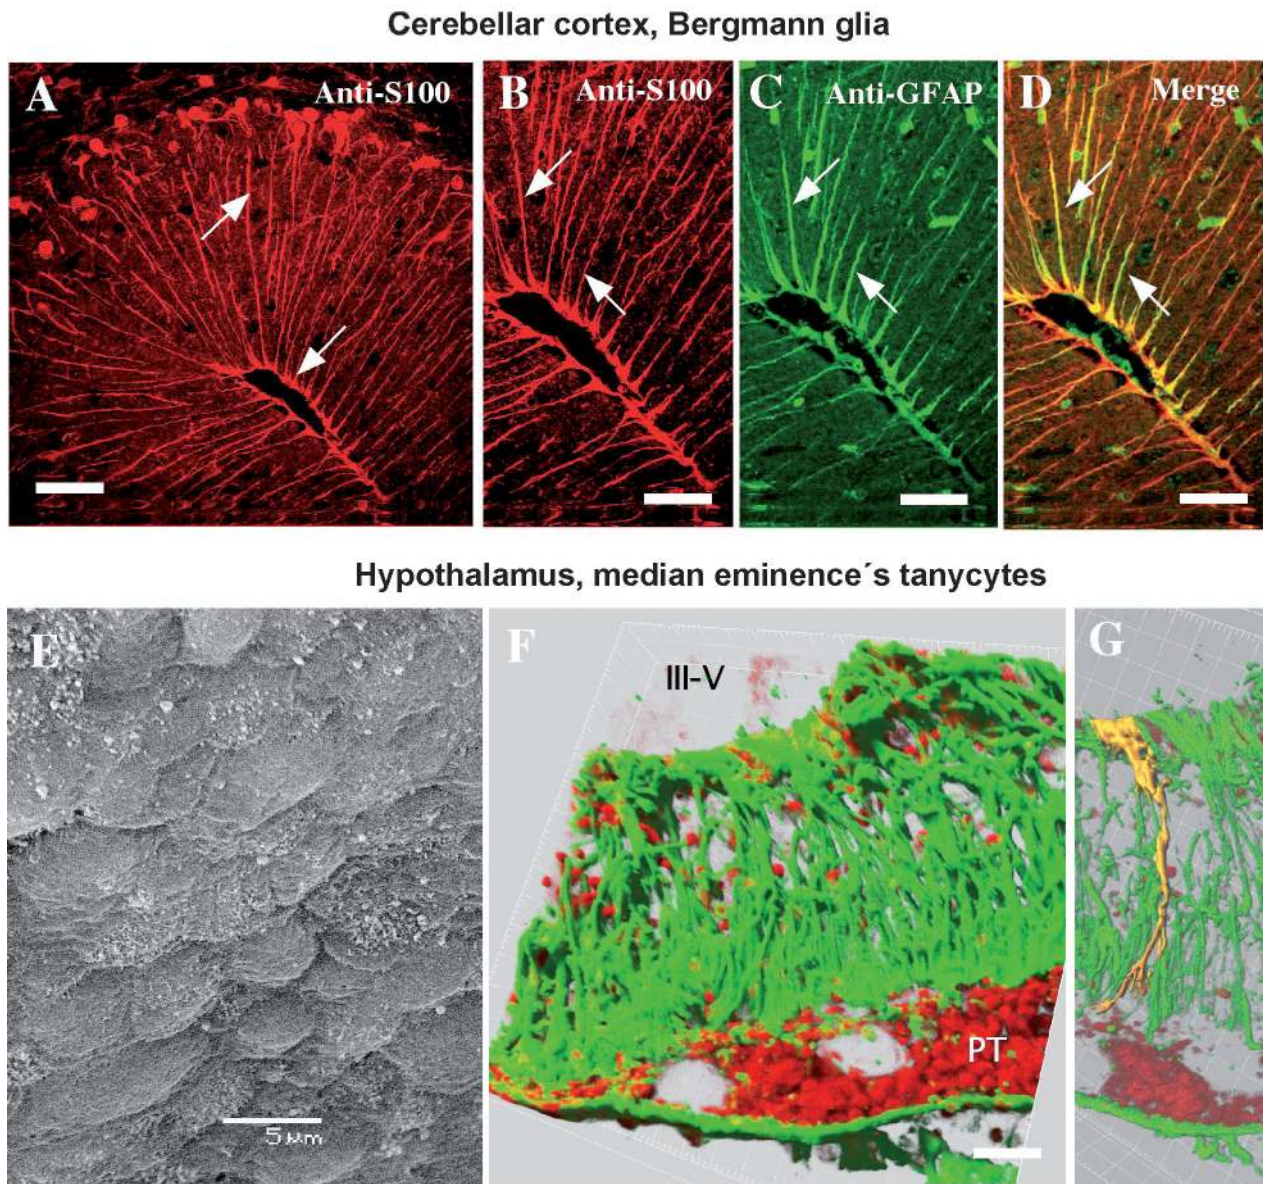 Cerebellar cortex, Bergmann glia
A
Anti-S100
B
Anti-S100
C
Anti-GFAP
D
Merge
Hypothalamus, median eminence´s tanycytes
E
5 µm
F
III-V
PT
G